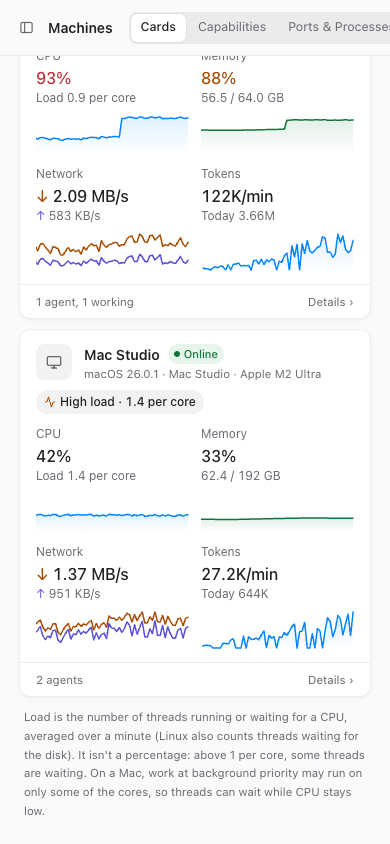 Machines
Cards
Capabilities
Ports & Processes
CPU
Memory
93%
88%
Load 0.9 per core
56.5 / 64.0 GB
Network
Tokens
↓ 2.09 MB/s
122K/min
↑ 583 KB/s
Today 3.66M
1 agent, 1 working
Details ›
Mac Studio
Online
macOS 26.0.1 · Mac Studio · Apple M2 Ultra
High load · 1.4 per core
CPU
Memory
42%
33%
Load 1.4 per core
62.4 / 192 GB
Network
Tokens
↓ 1.37 MB/s
27.2K/min
↑ 951 KB/s
Today 644K
2 agents
Details ›
Load is the number of threads running or waiting for a CPU,
averaged over a minute (Linux also counts threads waiting for
the disk). It isn't a percentage: above 1 per core, some threads
are waiting. On a Mac, work at background priority may run on
only some of the cores, so threads can wait while CPU stays
low.